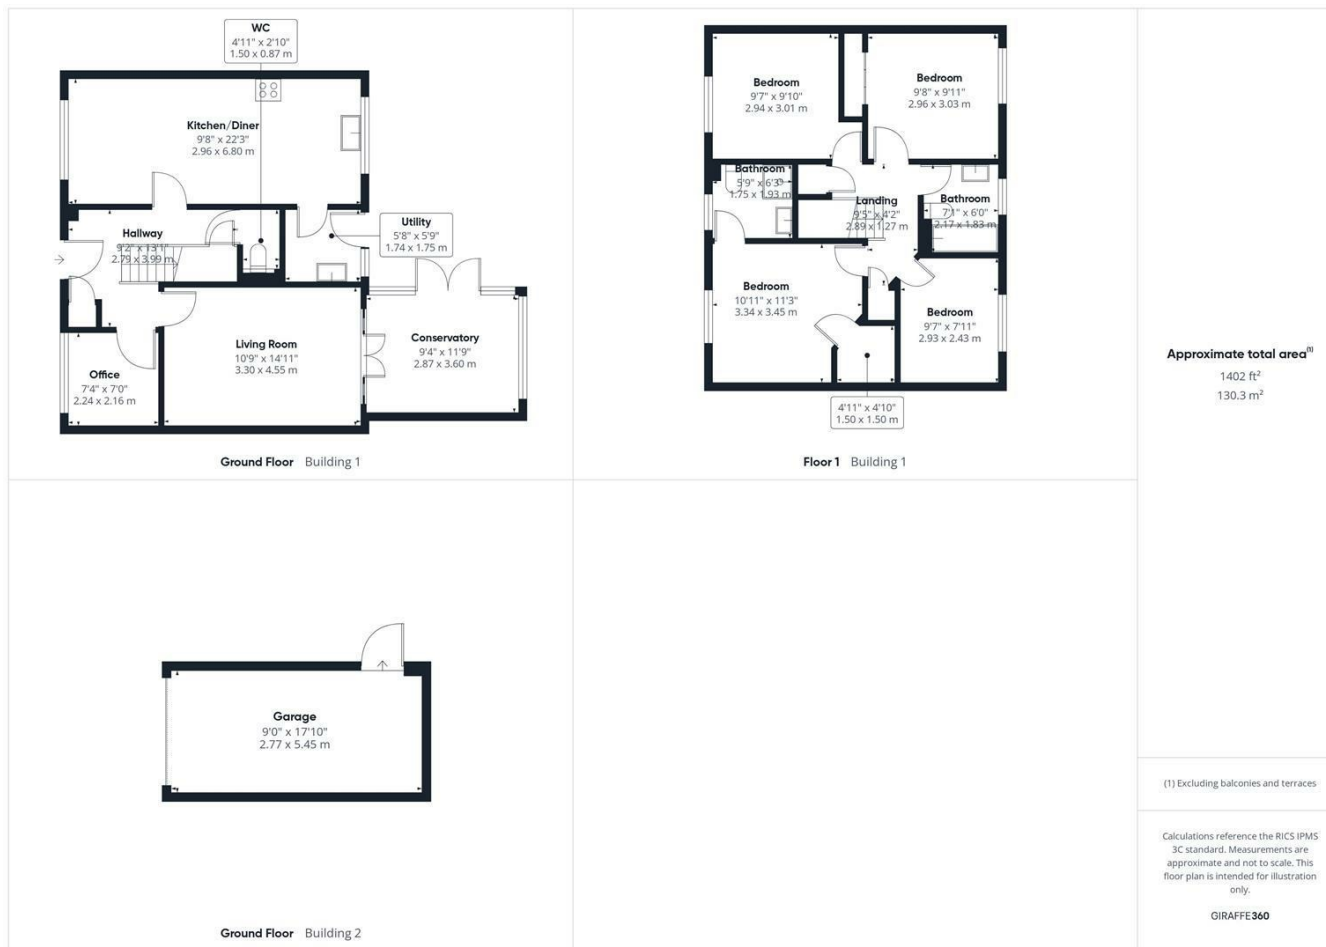 WC
4'11" x 2'10"
1.50 x 0.87 m
Kitchen/Diner
9'8" x 22'3"
2.96 x 6.80 m
Hallway
9'2" x 13'1"
2.79 x 3.99 m
Utility
5'8" x 5'9"
1.74 x 1.75 m
Living Room
10'9" x 14'11"
3.30 x 4.55 m
Conservatory
9'4" x 11'9"
2.87 x 3.60 m
Office
7'4" x 7'0"
2.24 x 2.16 m
Ground Floor Building 1
Bedroom
9'7" x 9'10"
2.94 x 3.01 m
Bedroom
9'8" x 9'11"
2.96 x 3.03 m
Bathroom
5'9" x 6'3"
1.75 x 1.93 m
Landing
9'5" x 4'2"
2.89 x 1.27 m
Bathroom
7'1" x 6'0"
2.17 x 1.83 m
Bedroom
10'11" x 11'3"
3.34 x 3.45 m
Bedroom
9'7" x 7'11"
2.93 x 2.43 m
4'11" x 4'10"
1.50 x 1.50 m
Floor 1 Building 1
Garage
9'0" x 17'10"
2.77 x 5.45 m
Ground Floor Building 2
Approximate total area(1)
1402 ft²
130.3 m²
(1) Excluding balconies and terraces
Calculations reference the RICS IPMS
3C standard. Measurements are
approximate and not to scale. This
floor plan is intended for illustration
only.
GIRAFFE360